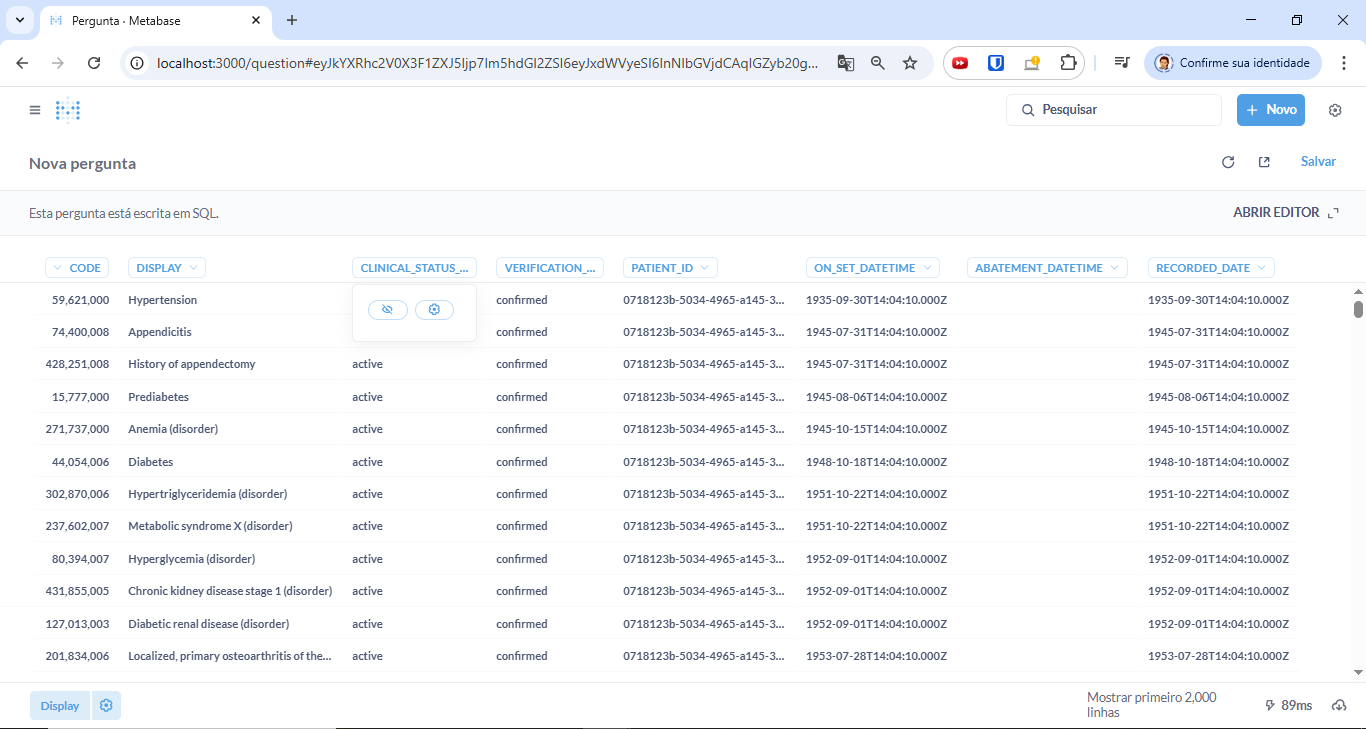 Pergunta · Metabase
localhost:3000/question#eyJkYXRhc2V0X3F1ZXJ5Ijp7Im5hdGl2ZSI6eyJxdWVyeSI6InNlbGVjdCAqIGZyb20g...
Confirme sua identidade
Pesquisar
+ Novo
Nova pergunta
Salvar
Esta pergunta está escrita em SQL.
ABRIR EDITOR
CODE DISPLAY CLINICAL_STATUS_... VERIFICATION_... PATIENT_ID ON_SET_DATETIME ABATEMENT_DATETIME RECORDED_DATE
59,621,000 Hypertension confirmed 0718123b-5034-4965-a145-3... 1935-09-30T14:04:10.000Z 1935-09-30T14:04:10.000Z
74,400,008 Appendicitis confirmed 0718123b-5034-4965-a145-3... 1945-07-31T14:04:10.000Z 1945-07-31T14:04:10.000Z
428,251,008 History of appendectomy active confirmed 0718123b-5034-4965-a145-3... 1945-07-31T14:04:10.000Z 1945-07-31T14:04:10.000Z
15,777,000 Prediabetes active confirmed 0718123b-5034-4965-a145-3... 1945-08-06T14:04:10.000Z 1945-08-06T14:04:10.000Z
271,737,000 Anemia (disorder) active confirmed 0718123b-5034-4965-a145-3... 1945-10-15T14:04:10.000Z 1945-10-15T14:04:10.000Z
44,054,006 Diabetes active confirmed 0718123b-5034-4965-a145-3... 1948-10-18T14:04:10.000Z 1948-10-18T14:04:10.000Z
302,870,006 Hypertriglyceridemia (disorder) active confirmed 0718123b-5034-4965-a145-3... 1951-10-22T14:04:10.000Z 1951-10-22T14:04:10.000Z
237,602,007 Metabolic syndrome X (disorder) active confirmed 0718123b-5034-4965-a145-3... 1951-10-22T14:04:10.000Z 1951-10-22T14:04:10.000Z
80,394,007 Hyperglycemia (disorder) active confirmed 0718123b-5034-4965-a145-3... 1952-09-01T14:04:10.000Z 1952-09-01T14:04:10.000Z
431,855,005 Chronic kidney disease stage 1 (disorder) active confirmed 0718123b-5034-4965-a145-3... 1952-09-01T14:04:10.000Z 1952-09-01T14:04:10.000Z
127,013,003 Diabetic renal disease (disorder) active confirmed 0718123b-5034-4965-a145-3... 1952-09-01T14:04:10.000Z 1952-09-01T14:04:10.000Z
201,834,006 Localized, primary osteoarthritis of the... active confirmed 0718123b-5034-4965-a145-3... 1953-07-28T14:04:10.000Z 1953-07-28T14:04:10.000Z
Display
Mostrar primeiro 2,000
linhas
89ms